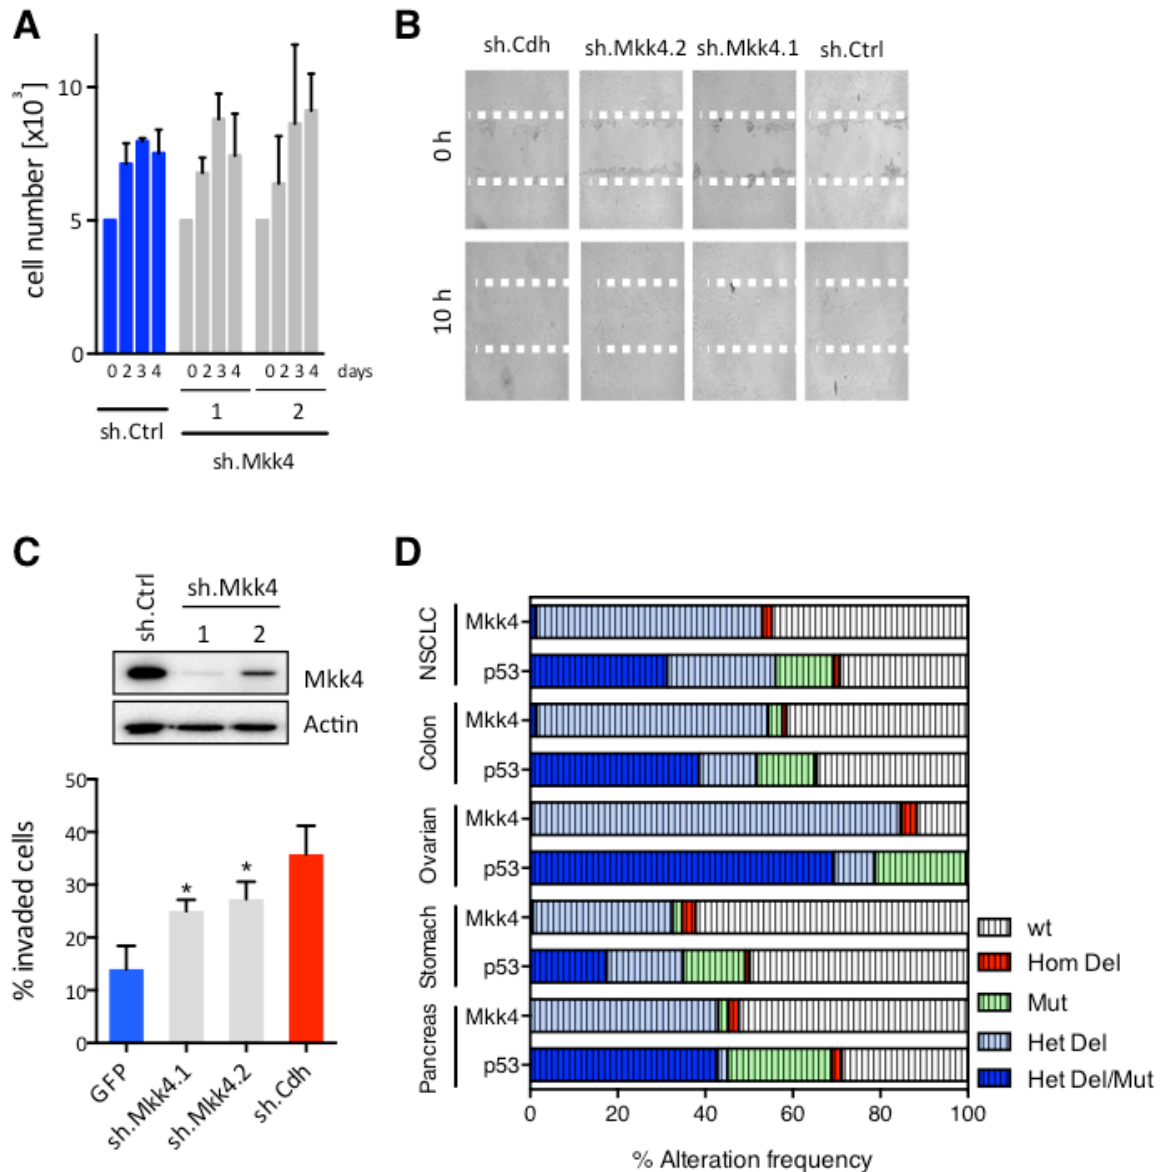 A
cell number [x10³]
10
5
0
0 2 3 4 0 2 3 4 0 2 3 4 days
1 2
sh.Ctrl
sh.Mkk4
B
sh.Cdh sh.Mkk4.2 sh.Mkk4.1 sh.Ctrl
0 h
10 h
C
sh.Ctrl
sh.Mkk4
1 2
Mkk4
Actin
% invaded cells
50
40
30
20
10
0
GFP
sh.Mkk4.1
sh.Mkk4.2
sh.Cdh
* *
D
NSCLC
Mkk4
p53
Colon
Mkk4
p53
Ovarian
Mkk4
p53
Stomach
Mkk4
p53
Pancreas
Mkk4
p53
0 20 40 60 80 100
% Alteration frequency
wt
Hom Del
Mut
Het Del
Het Del/Mut